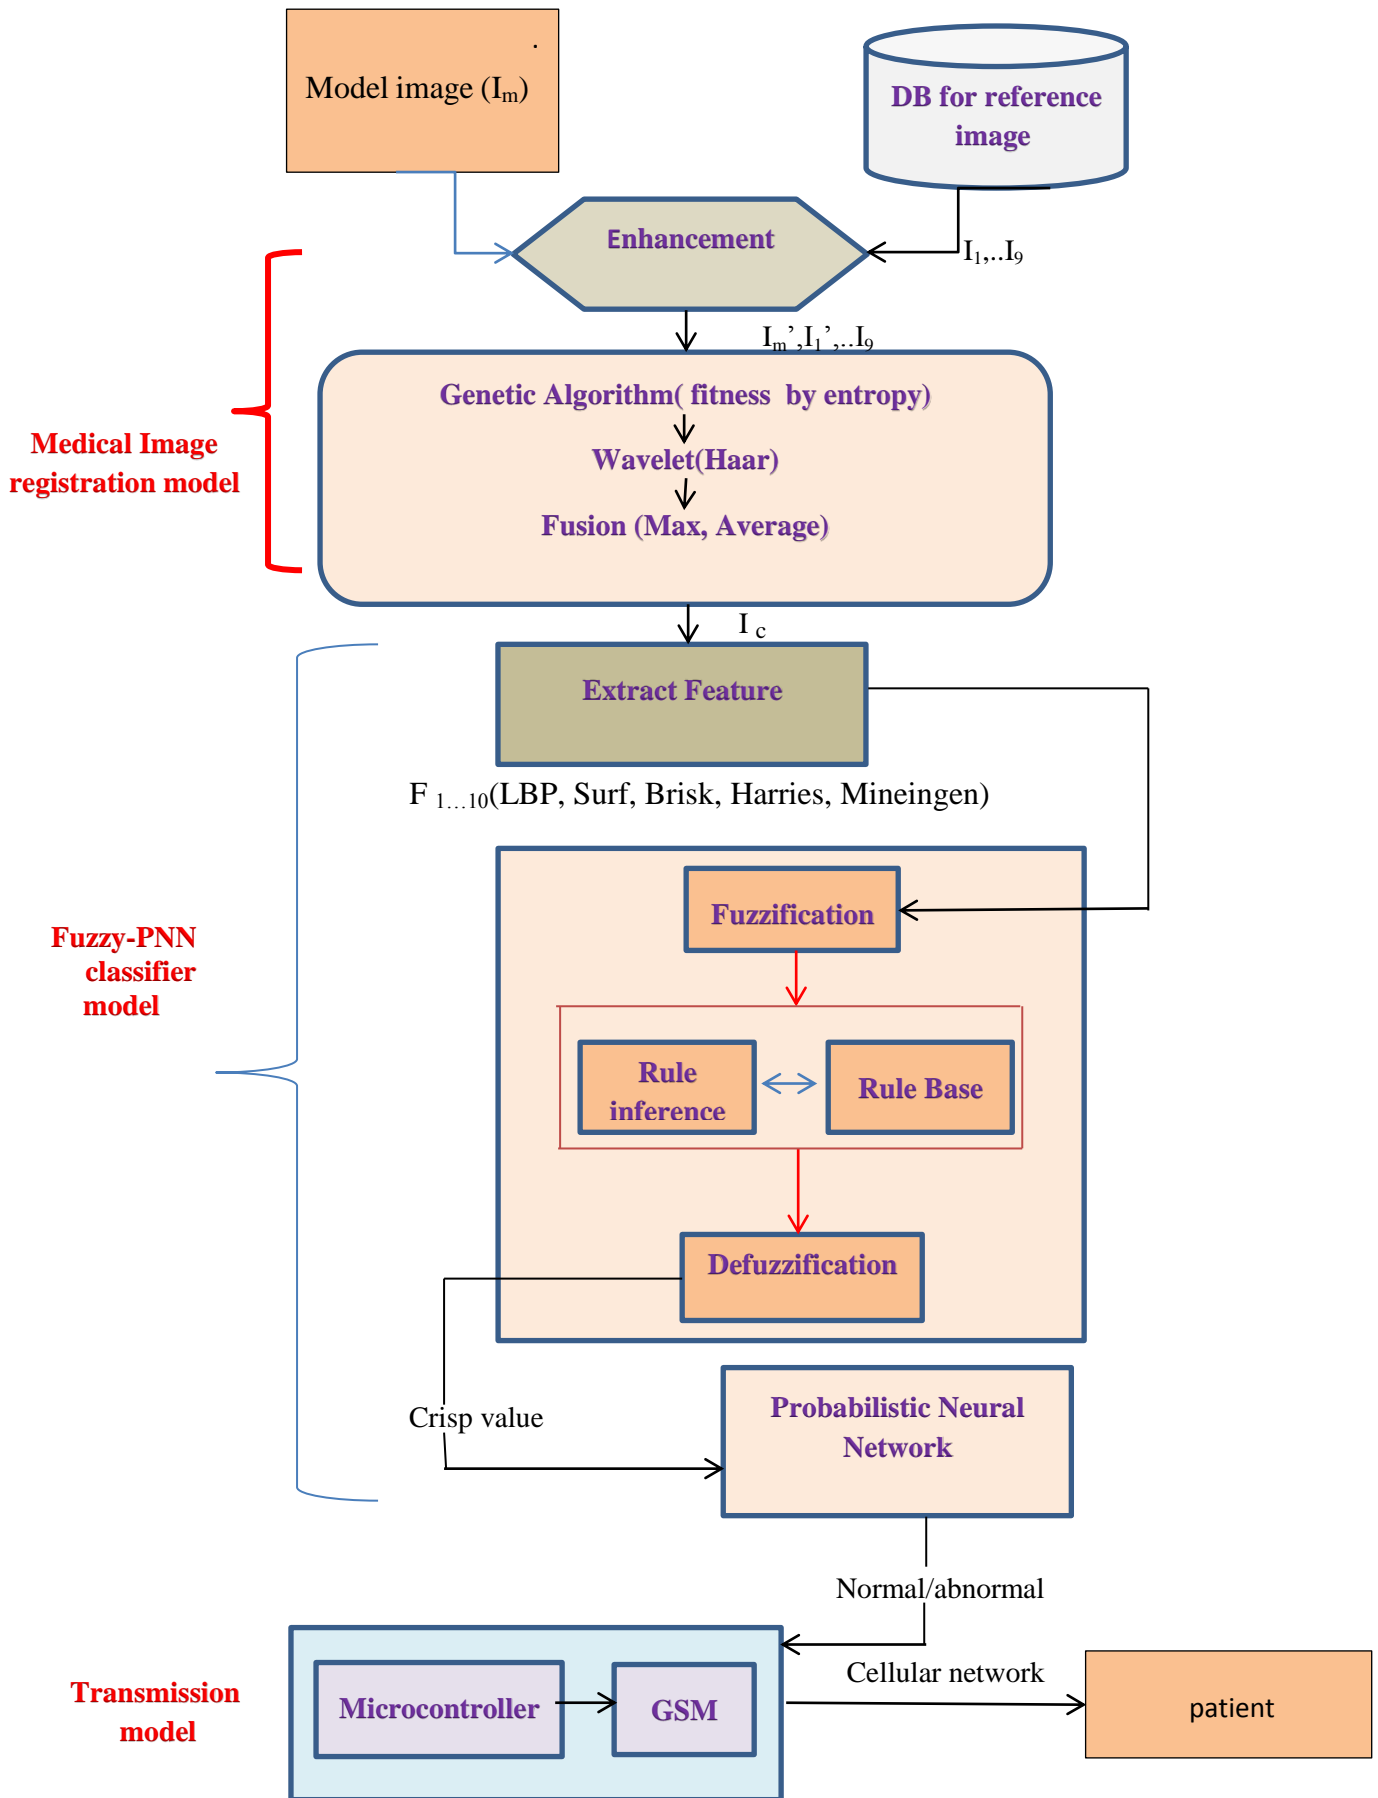 .
Model image (Im)
DB for reference
image
Enhancement
I1,..I9
Im’,I1’,..I9
Genetic Algorithm( fitness  by entropy)
Wavelet(Haar)
Fusion (Max, Average)
Medical Image
registration model
I c
Extract Feature
F 1…10(LBP, Surf, Brisk, Harries, Mineingen)
Fuzzification
Fuzzy-PNN
classifier
model
Rule
inference
Rule Base
Defuzzification
Crisp value
Probabilistic Neural
Network
Normal/abnormal
Cellular network
Transmission
model
Microcontroller
GSM
patient